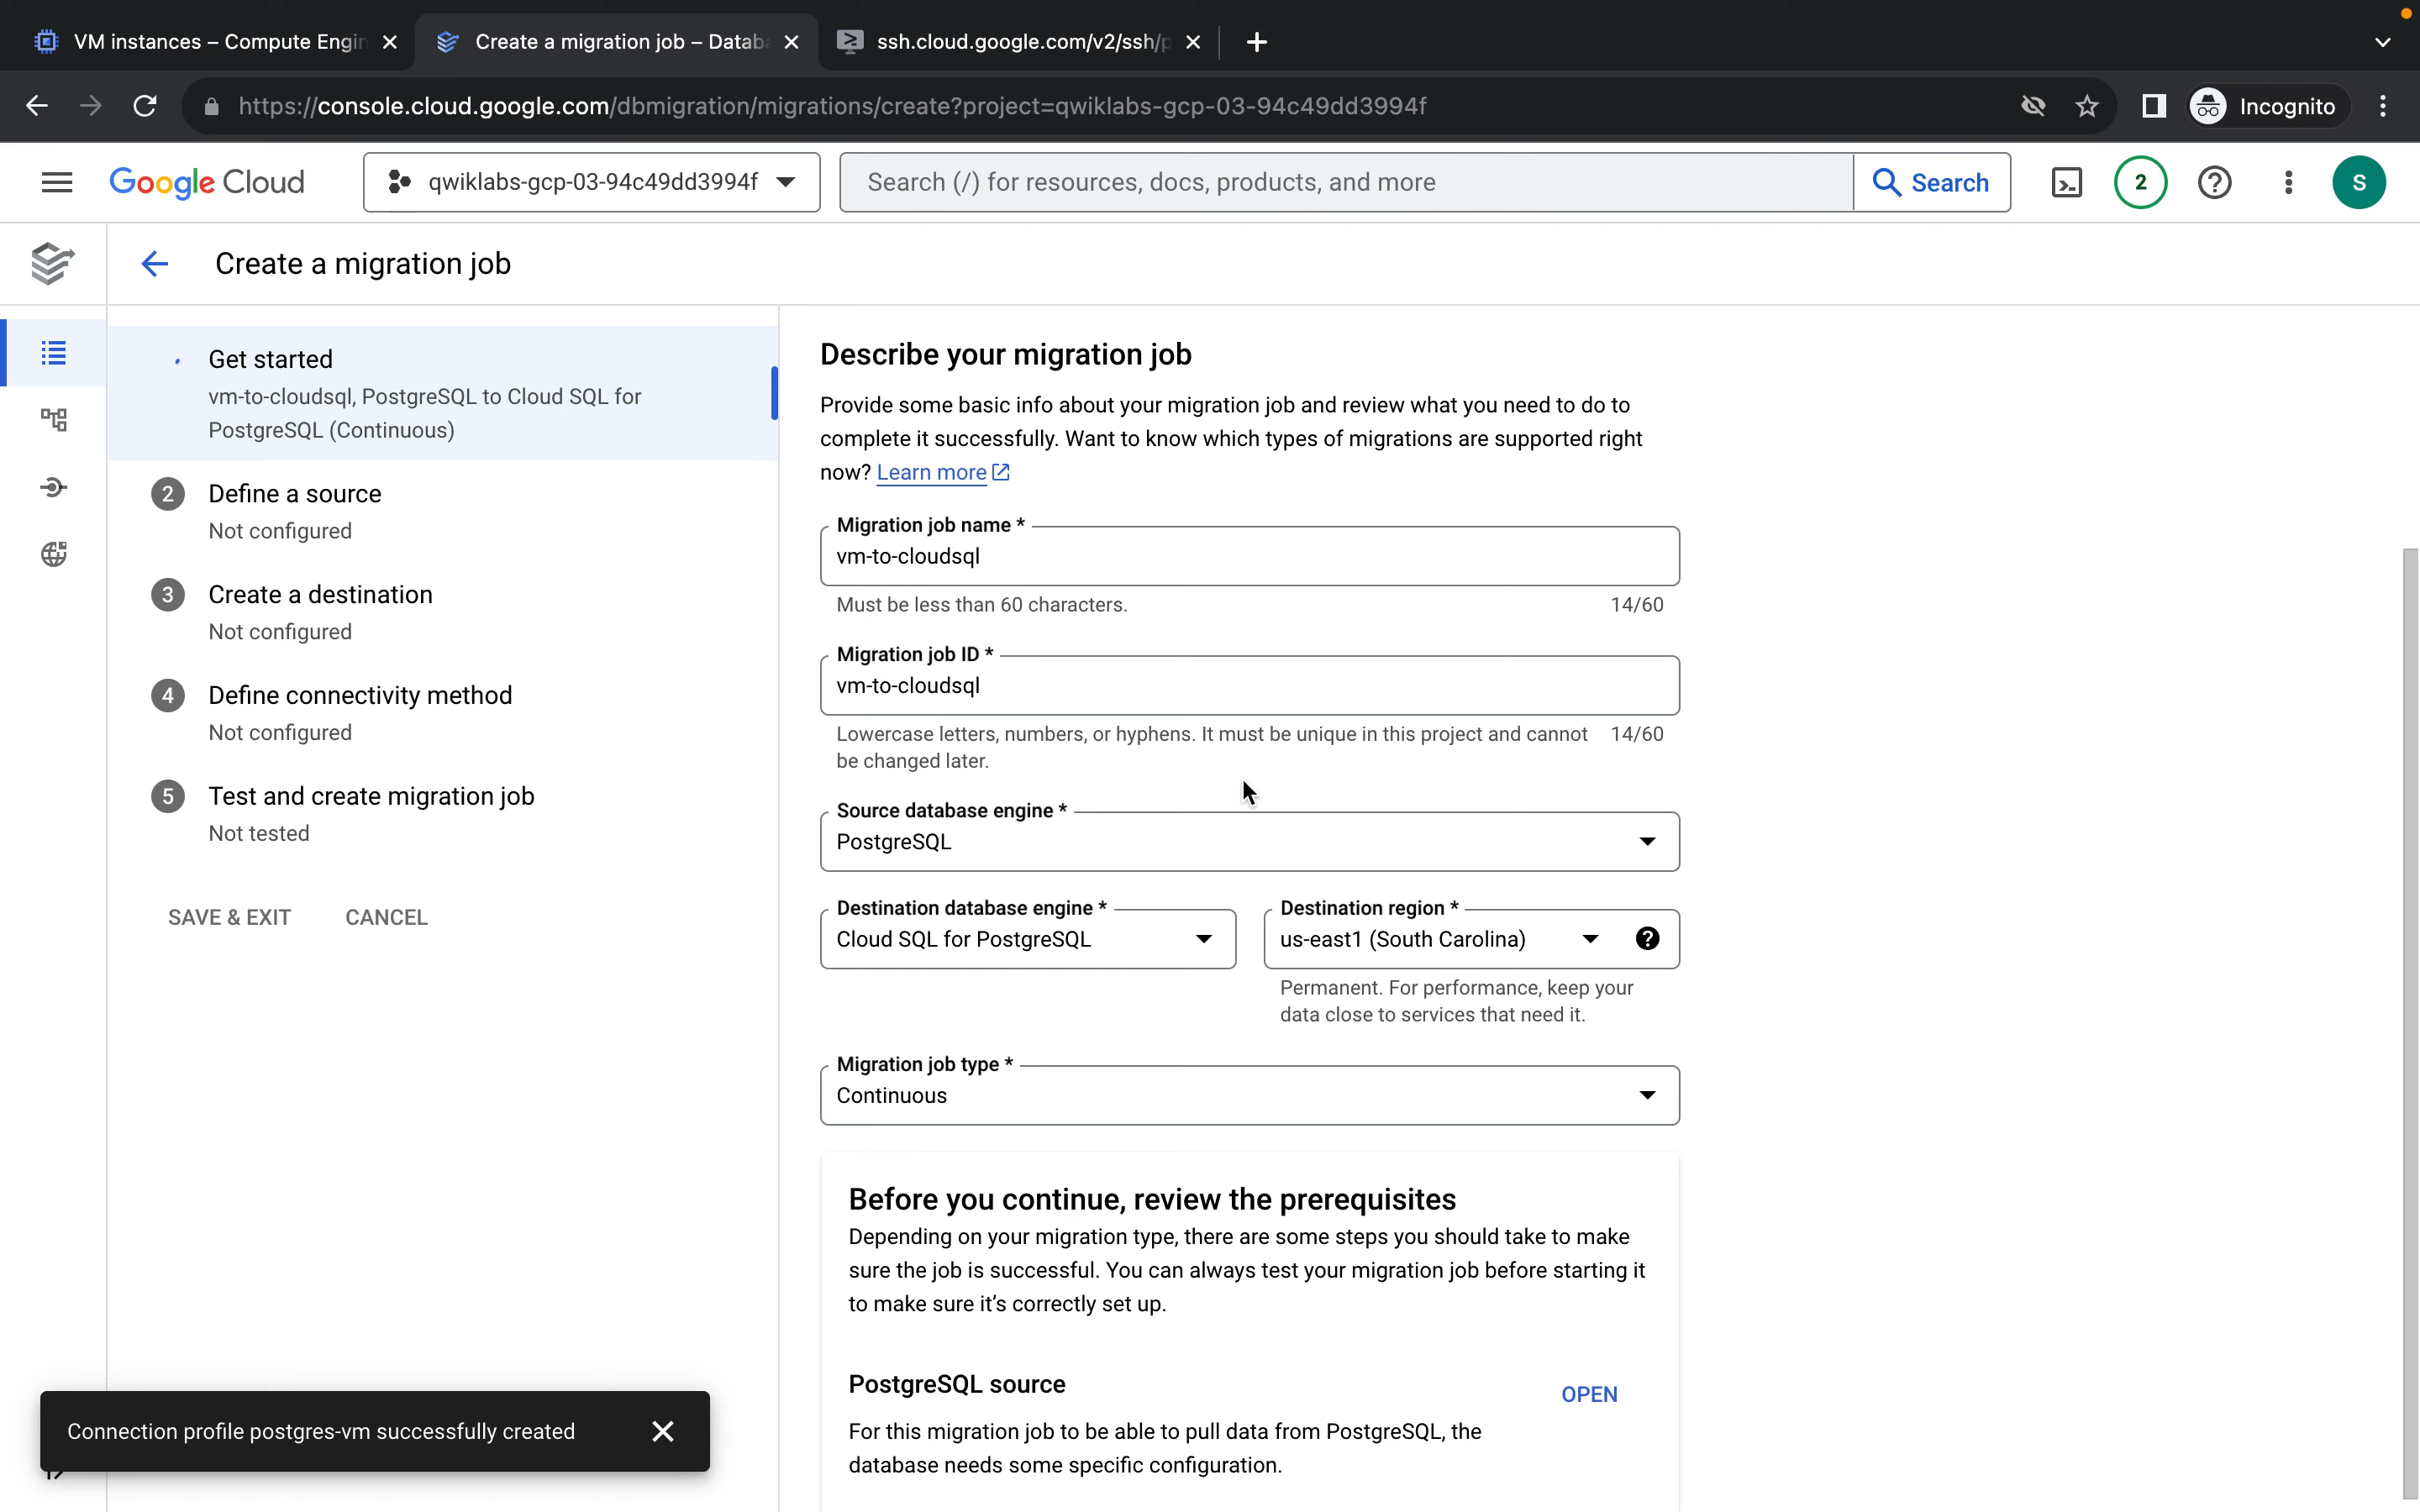 VM instances – Compute Engin
Create a migration job – Datab
ssh.cloud.google.com/v2/ssh/p
https://console.cloud.google.com/dbmigration/migrations/create?project=qwiklabs-gcp-03-94c49dd3994f
Incognito
Google Cloud
qwiklabs-gcp-03-94c49dd3994f
Search (/) for resources, docs, products, and more
Search
2
S
Create a migration job
Get started
vm-to-cloudsql, PostgreSQL to Cloud SQL for
PostgreSQL (Continuous)
2 Define a source
Not configured
3 Create a destination
Not configured
4 Define connectivity method
Not configured
5 Test and create migration job
Not tested
SAVE & EXIT
CANCEL
Describe your migration job
Provide some basic info about your migration job and review what you need to do to
complete it successfully. Want to know which types of migrations are supported right
now? Learn more
Migration job name *
vm-to-cloudsql
Must be less than 60 characters. 14/60
Migration job ID *
vm-to-cloudsql
Lowercase letters, numbers, or hyphens. It must be unique in this project and cannot 14/60
be changed later.
Source database engine *
PostgreSQL
Destination database engine *
Cloud SQL for PostgreSQL
Destination region *
us-east1 (South Carolina)
Permanent. For performance, keep your
data close to services that need it.
Migration job type *
Continuous
Before you continue, review the prerequisites
Depending on your migration type, there are some steps you should take to make
sure the job is successful. You can always test your migration job before starting it
to make sure it's correctly set up.
PostgreSQL source
OPEN
For this migration job to be able to pull data from PostgreSQL, the
database needs some specific configuration.
Connection profile postgres-vm successfully created